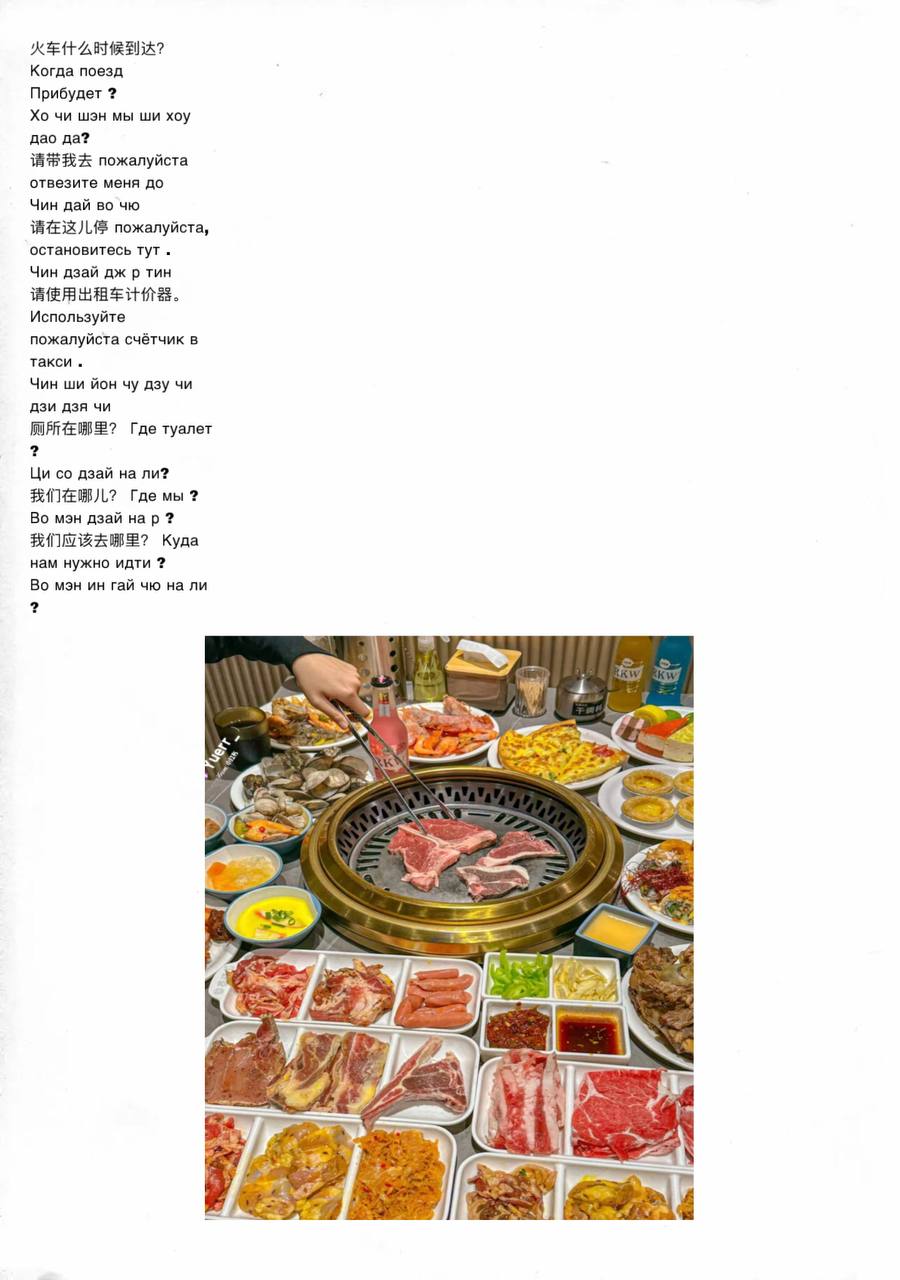 火车什么时候到达?
Когда поезд
Прибудет ?
Хо чи шэн мы ши хоу
дао да?
请带我去 пожалуйста
отвезите меня до
Чин дай во чю
请在这儿停 пожалуйста,
остановитесь тут .
Чин дзай дж р тин
请使用出租车计价器。
Используйте
пожалуйста счётчик в
такси .
Чин ши йон чу дзу чи
дзи дзя чи
厕所在哪里? Где туалет
?
Ци со дзай на ли?
我们在哪儿? Где мы ?
Во мэн дзай на р ?
我们应该去哪里? Куда
нам нужно идти ?
Во мэн ин гай чю на ли
?
RKW
RKW
RKW
Yuerr_